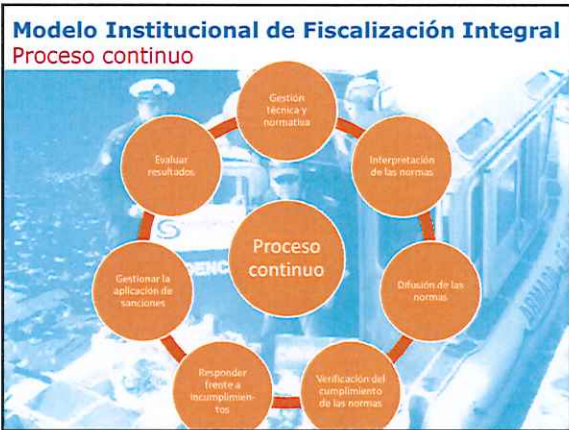 Modelo Institucional de Fiscalización Integral
Proceso continuo
Gestión
técnica y
normativa
Interpretación
de las normas
Difusión de las
normas
Verificación del
cumplimiento
de las normas
Responder
frente a
incumplimien-
tos
Gestionar la
aplicación de
sanciones
Evaluar
resultados
Proceso
continuo